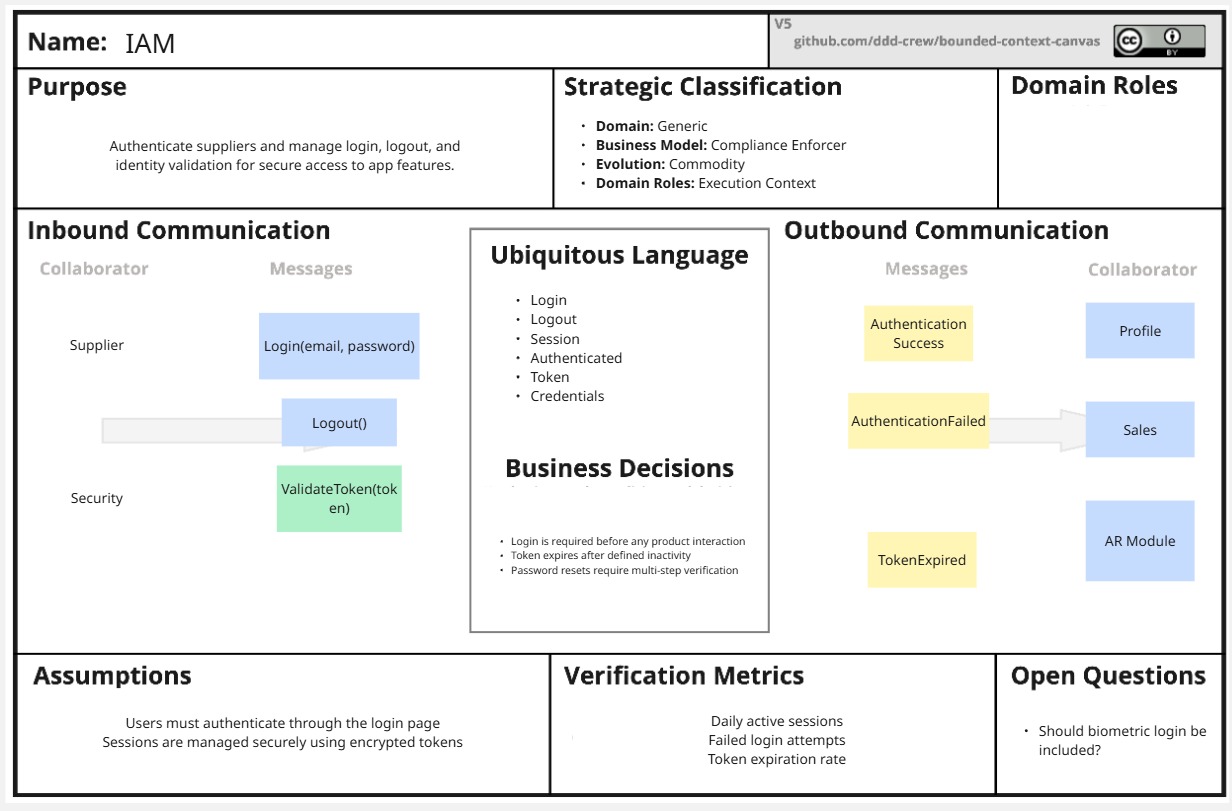 Name: IAM
V5
github.com/ddd-crew/bounded-context-canvas
cc
BY
Purpose
Authenticate suppliers and manage login, logout, and
identity validation for secure access to app features.
Strategic Classification
• Domain: Generic
• Business Model: Compliance Enforcer
• Evolution: Commodity
• Domain Roles: Execution Context
Domain Roles
Inbound Communication
Collaborator
Messages
Supplier
Login(email, password)
Logout()
Security
ValidateToken(tok
en)
Ubiquitous Language
• Login
• Logout
• Session
• Authenticated
• Token
• Credentials
Business Decisions
• Login is required before any product interaction
• Token expires after defined inactivity
• Password resets require multi-step verification
Outbound Communication
Messages
Collaborator
Authentication
Success
Profile
AuthenticationFailed
Sales
AR Module
TokenExpired
Assumptions
Users must authenticate through the login page
Sessions are managed securely using encrypted tokens
Verification Metrics
Daily active sessions
Failed login attempts
Token expiration rate
Open Questions
• Should biometric login be
included?